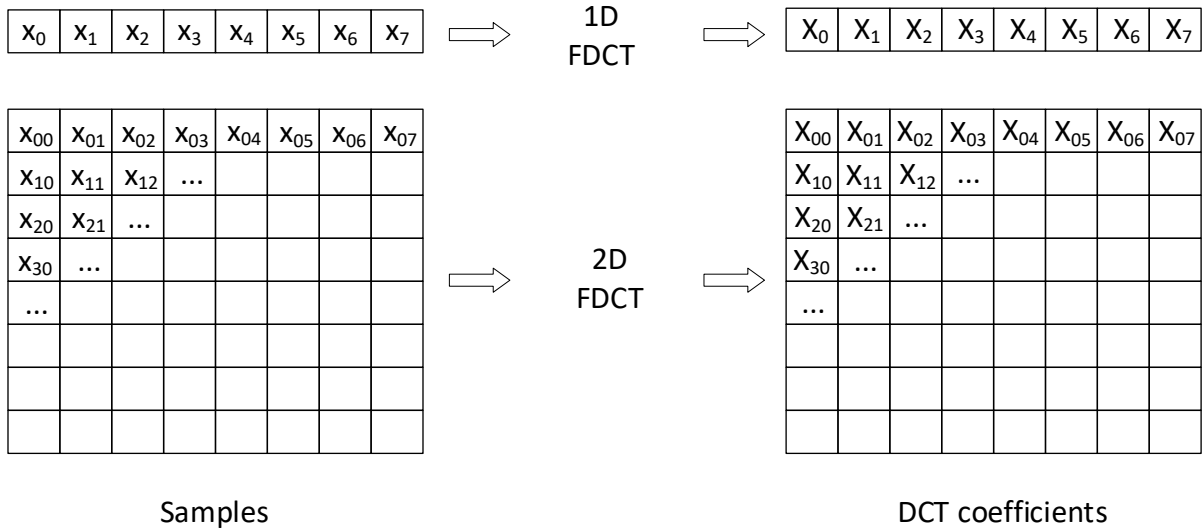 x₀ x₁ x₂ x₃ x₄ x₅ x₆ x₇
1D
FDCT
X₀ X₁ X₂ X₃ X₄ X₅ X₆ X₇
x₀₀ x₀₁ x₀₂ x₀₃ x₀₄ x₀₅ x₀₆ x₀₇
x₁₀ x₁₁ x₁₂ ...
x₂₀ x₂₁ ...
x₃₀ ...
...
2D
FDCT
X₀₀ X₀₁ X₀₂ X₀₃ X₀₄ X₀₅ X₀₆ X₀₇
X₁₀ X₁₁ X₁₂ ...
X₂₀ X₂₁ ...
X₃₀ ...
...
Samples
DCT coefficients